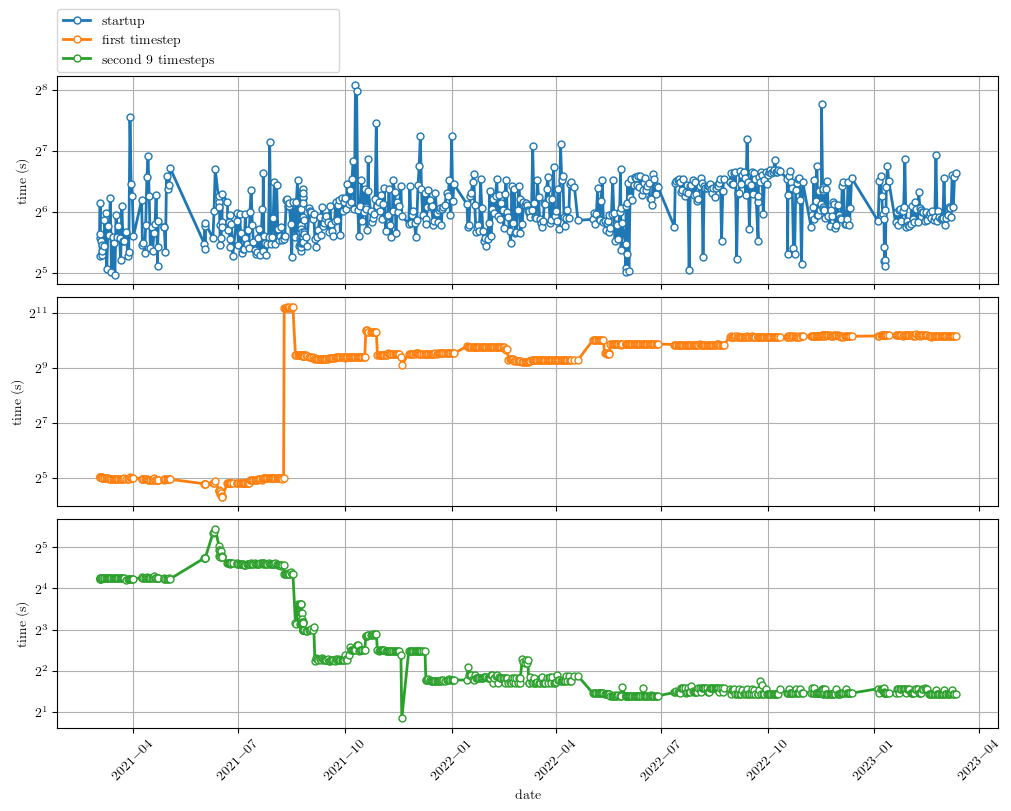 startup
first timestep
second 9 timesteps
2^8
2^7
2^6
2^5
time (s)
2^11
2^9
2^7
2^5
time (s)
2^5
2^4
2^3
2^2
2^1
time (s)
2021−04 2021−07 2021−10 2022−01 2022−04 2022−07 2022−10 2023−01 2023−04
date